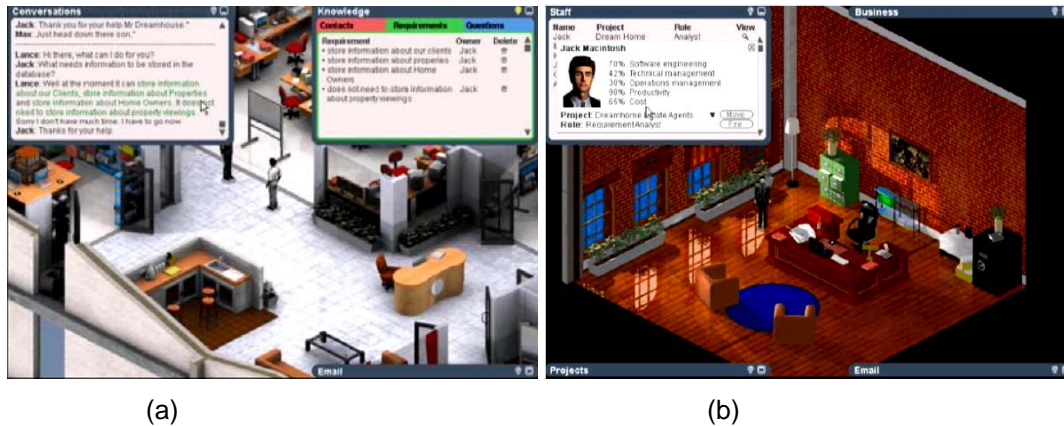 Conversations
Jack: Thank you for your help Mr Dreamhouse."
Max: Just head down there son."
Lance: Hi there, what can I do for you?
Jack: What needs information to be stored in the
database?
Lance: Well at the moment it can store information
about our Clients, store information about Properties
and store information about Home Owners. It does not
need to store information about property viewings.
Sorry I don't have much time. I have to go now
Jack: Thanks for your help.
Knowledge
Contacts Requirements Questions
Requirement Owner Delete
• store information about our clients Jack
• store information about properies Jack
• store information about Home Jack
Owners
• does not need to store information Jack
about property viewings
Email
Staff
Name Project Role View
Jack Dream Home Analyst
Jack Macintosh
70% Software engineering
42% Technical management
30% Operations management
90% Productivity
65% Cost
Project: Dreamhome Estate Agents Move
Role: RequirementAnalyst Fire
Business
Projects
Email
(a) (b)